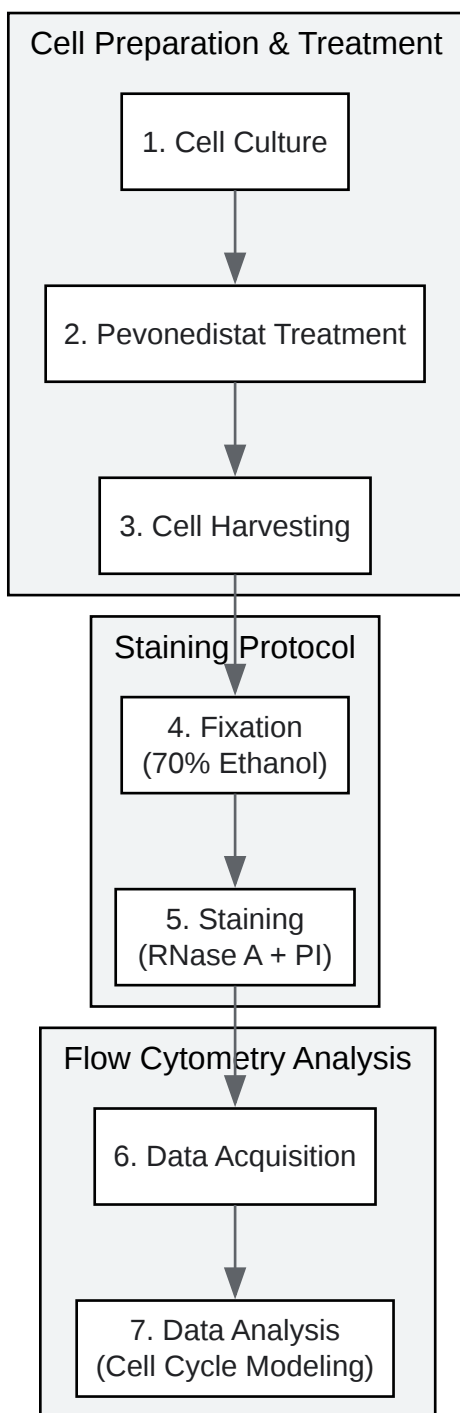 Cell Preparation & Treatment
1. Cell Culture
2. Pevonedistat Treatment
3. Cell Harvesting
Staining Protocol
4. Fixation
(70% Ethanol)
5. Staining
(RNase A + PI)
Flow Cytometry Analysis
6. Data Acquisition
7. Data Analysis
(Cell Cycle Modeling)